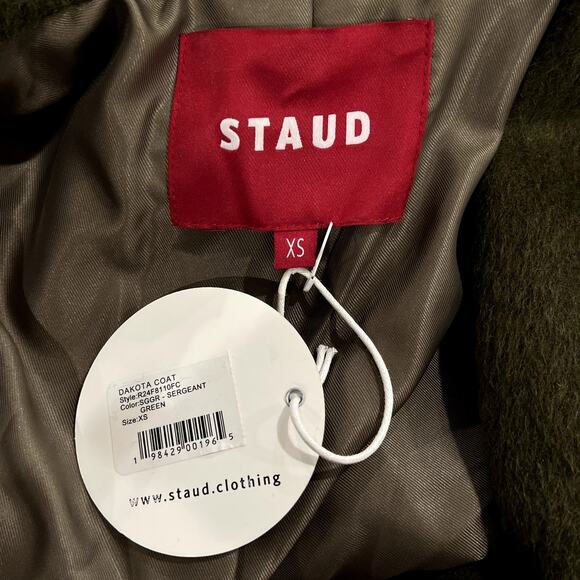 STAUD
XS
DAKOTA COAT
Style:R24F8110FC
Color:SGGR - SERGEANT
GREEN
Size:XS
1 98429 00196 5
www.staud.clothing